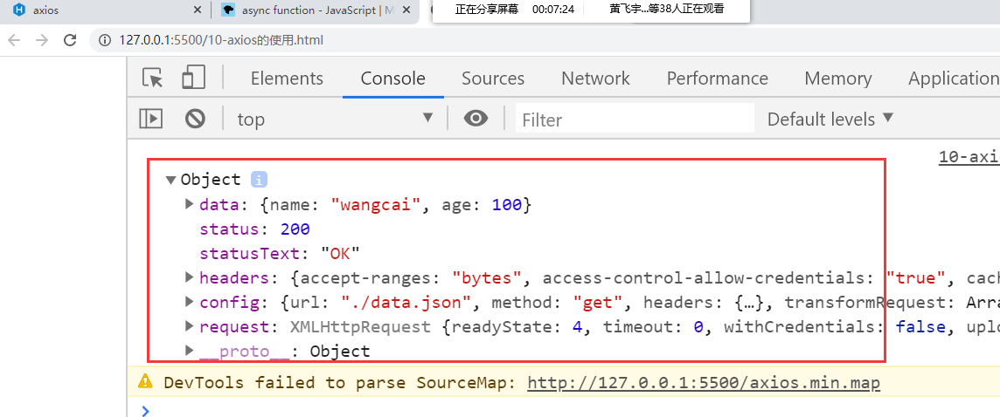 axios
async function - JavaScript | M
正在分享屏幕 00:07:24 黄飞宇...等38人正在观看
127.0.0.1:5500/10-axios的使用.html
Elements Console Sources Network Performance Memory Application
top Filter Default levels
10-axi
Object i
data: {name: "wangcai", age: 100}
status: 200
statusText: "OK"
headers: {accept-ranges: "bytes", access-control-allow-credentials: "true", cach
config: {url: "./data.json", method: "get", headers: {…}, transformRequest: Arra
request: XMLHttpRequest {readyState: 4, timeout: 0, withCredentials: false, uplo
__proto__: Object
DevTools failed to parse SourceMap: http://127.0.0.1:5500/axios.min.map